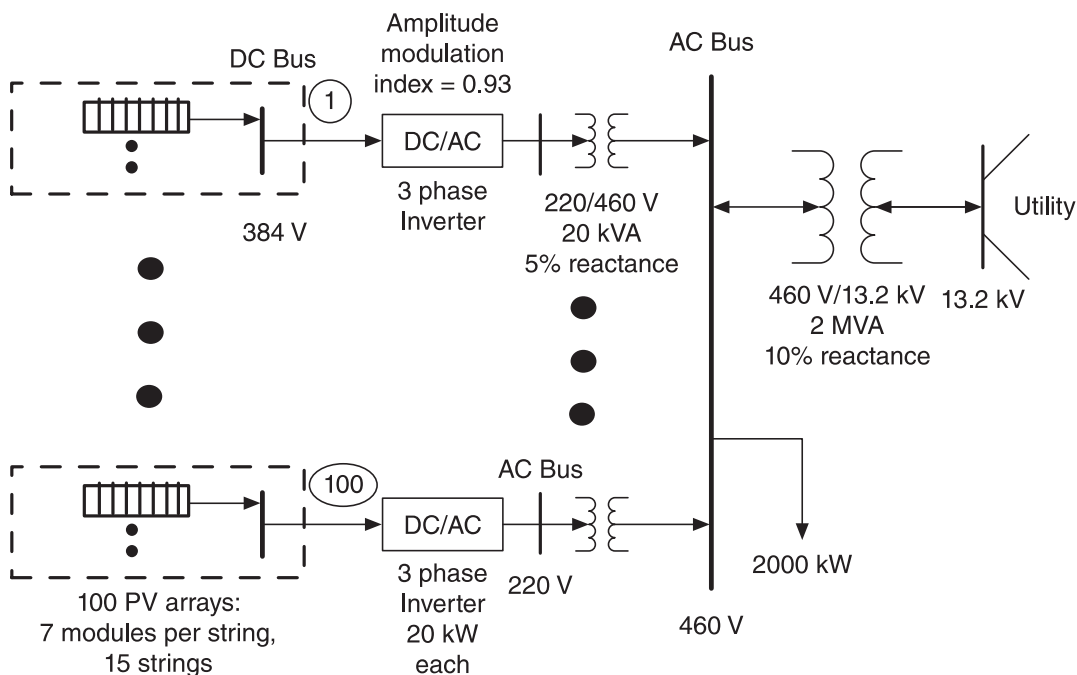 Amplitude
modulation
index = 0.93
AC Bus
DC Bus
1
DC/AC
3 phase
Inverter
384 V
220/460 V
20 kVA
5% reactance
Utility
460 V/13.2 kV
2 MVA
10% reactance
13.2 kV
100
AC Bus
DC/AC
3 phase
Inverter
20 kW
each
220 V
2000 kW
460 V
100 PV arrays:
7 modules per string,
15 strings